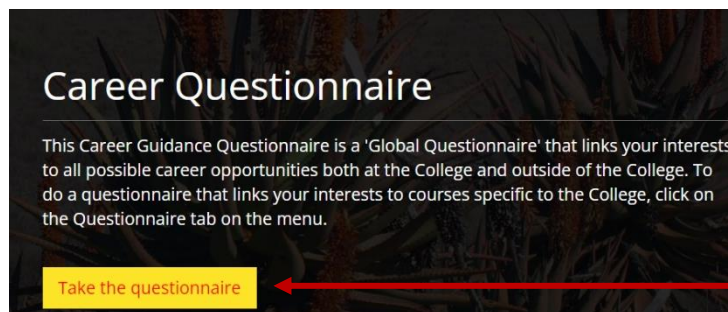 Career Questionnaire
This Career Guidance Questionnaire is a 'Global Questionnaire' that links your interests
to all possible career opportunities both at the College and outside of the College. To
do a questionnaire that links your interests to courses specific to the College, click on
the Questionnaire tab on the menu.
Take the questionnaire